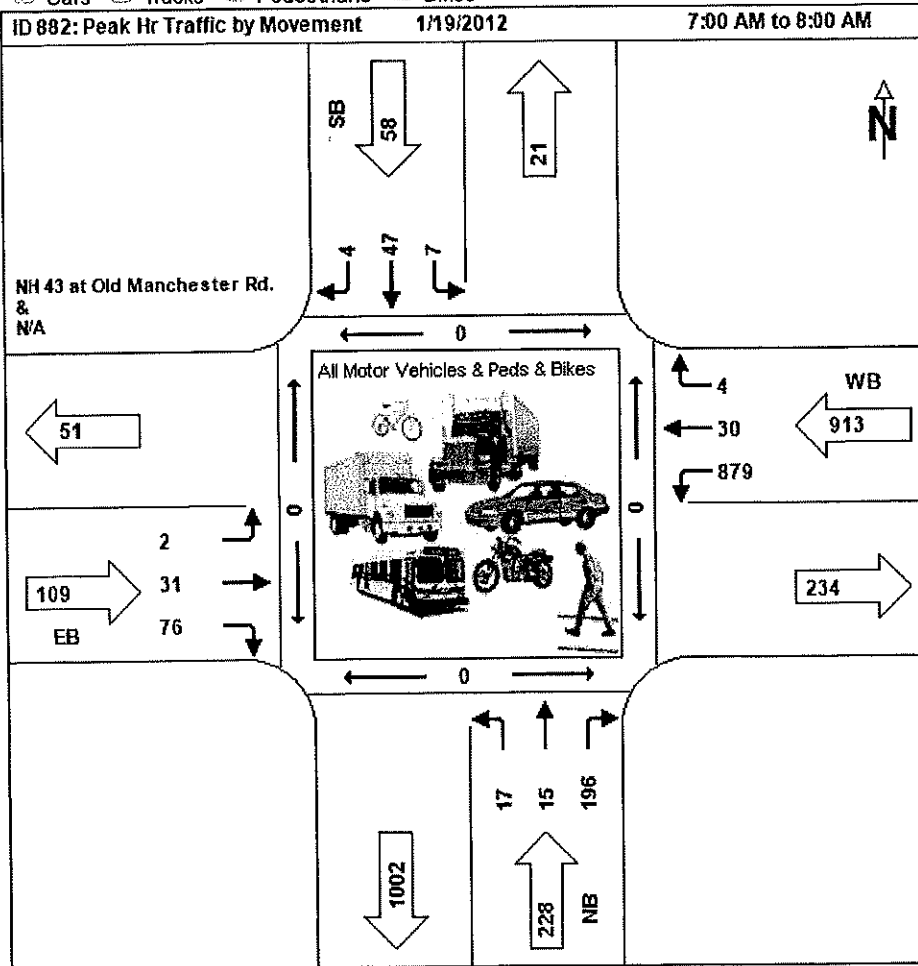 ID 882: Peak Hr Traffic by Movement 1/19/2012 7:00 AM to 8:00 AM
SB
58
21
N
4 47 7
NH 43 at Old Manchester Rd.
&
N/A
0
All Motor Vehicles & Peds & Bikes
4
WB
51
30
913
879
0
0
2
109
31
234
EB
76
0
17 15 196
1002
228
NB